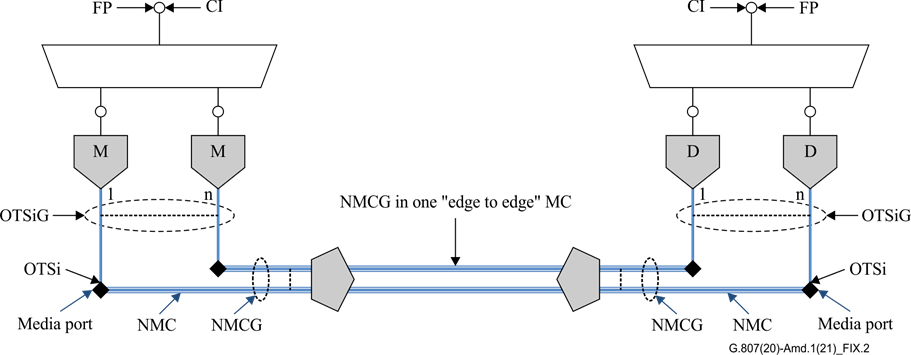 FP
CI
CI
FP
M
M
D
D
1
n
1
n
OTSiG
NMCG in one "edge to edge" MC
OTSiG
OTSi
OTSi
Media port
NMC
NMCG
NMCG
NMC
Media port
G.807(20)-Amd.1(21)_FIX.2